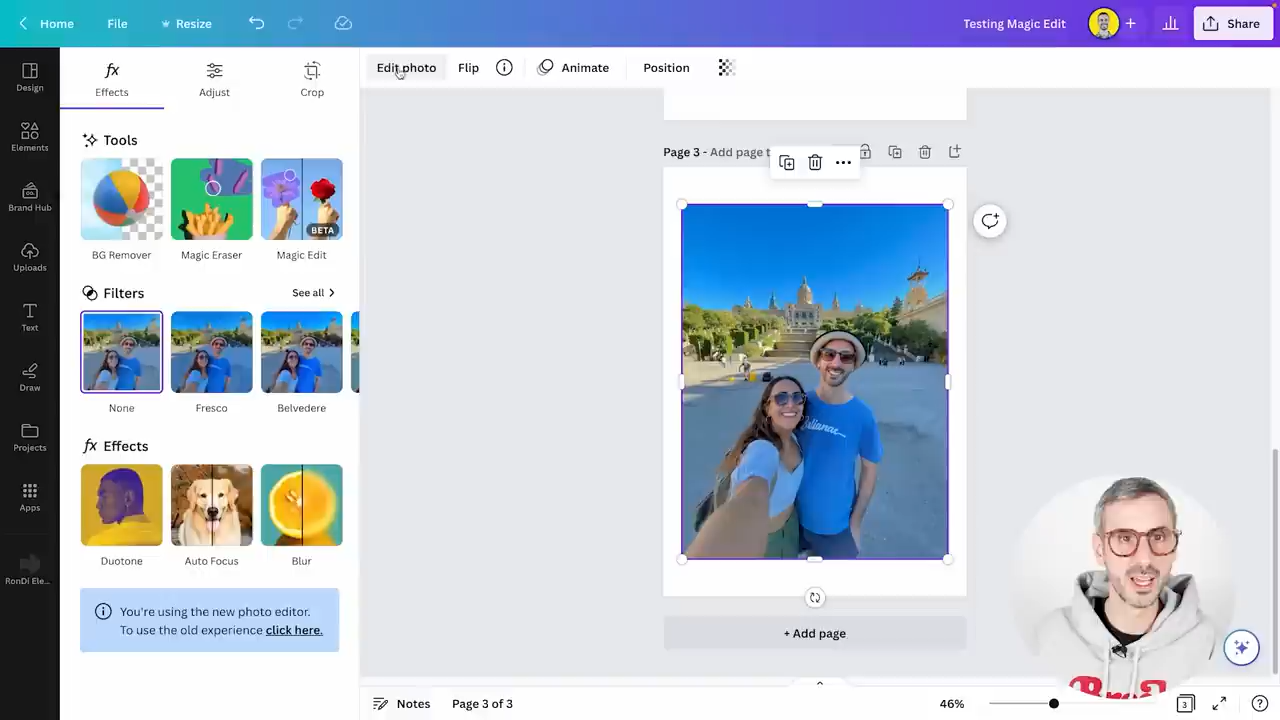 Home
File
Resize
Testing Magic Edit
Share
Design
Elements
Brand Hub
Uploads
Text
Draw
Projects
Apps
RonDi Ele...
Effects
Adjust
Crop
Tools
BETA
BG Remover
Magic Eraser
Magic Edit
Filters
See all
None
Fresco
Belvedere
fx Effects
Duotone
Auto Focus
Blur
You're using the new photo editor.
To use the old experience click here.
Edit photo
Flip
Animate
Position
Page 3 - Add page t
+ Add page
Notes
Page 3 of 3
46%
3